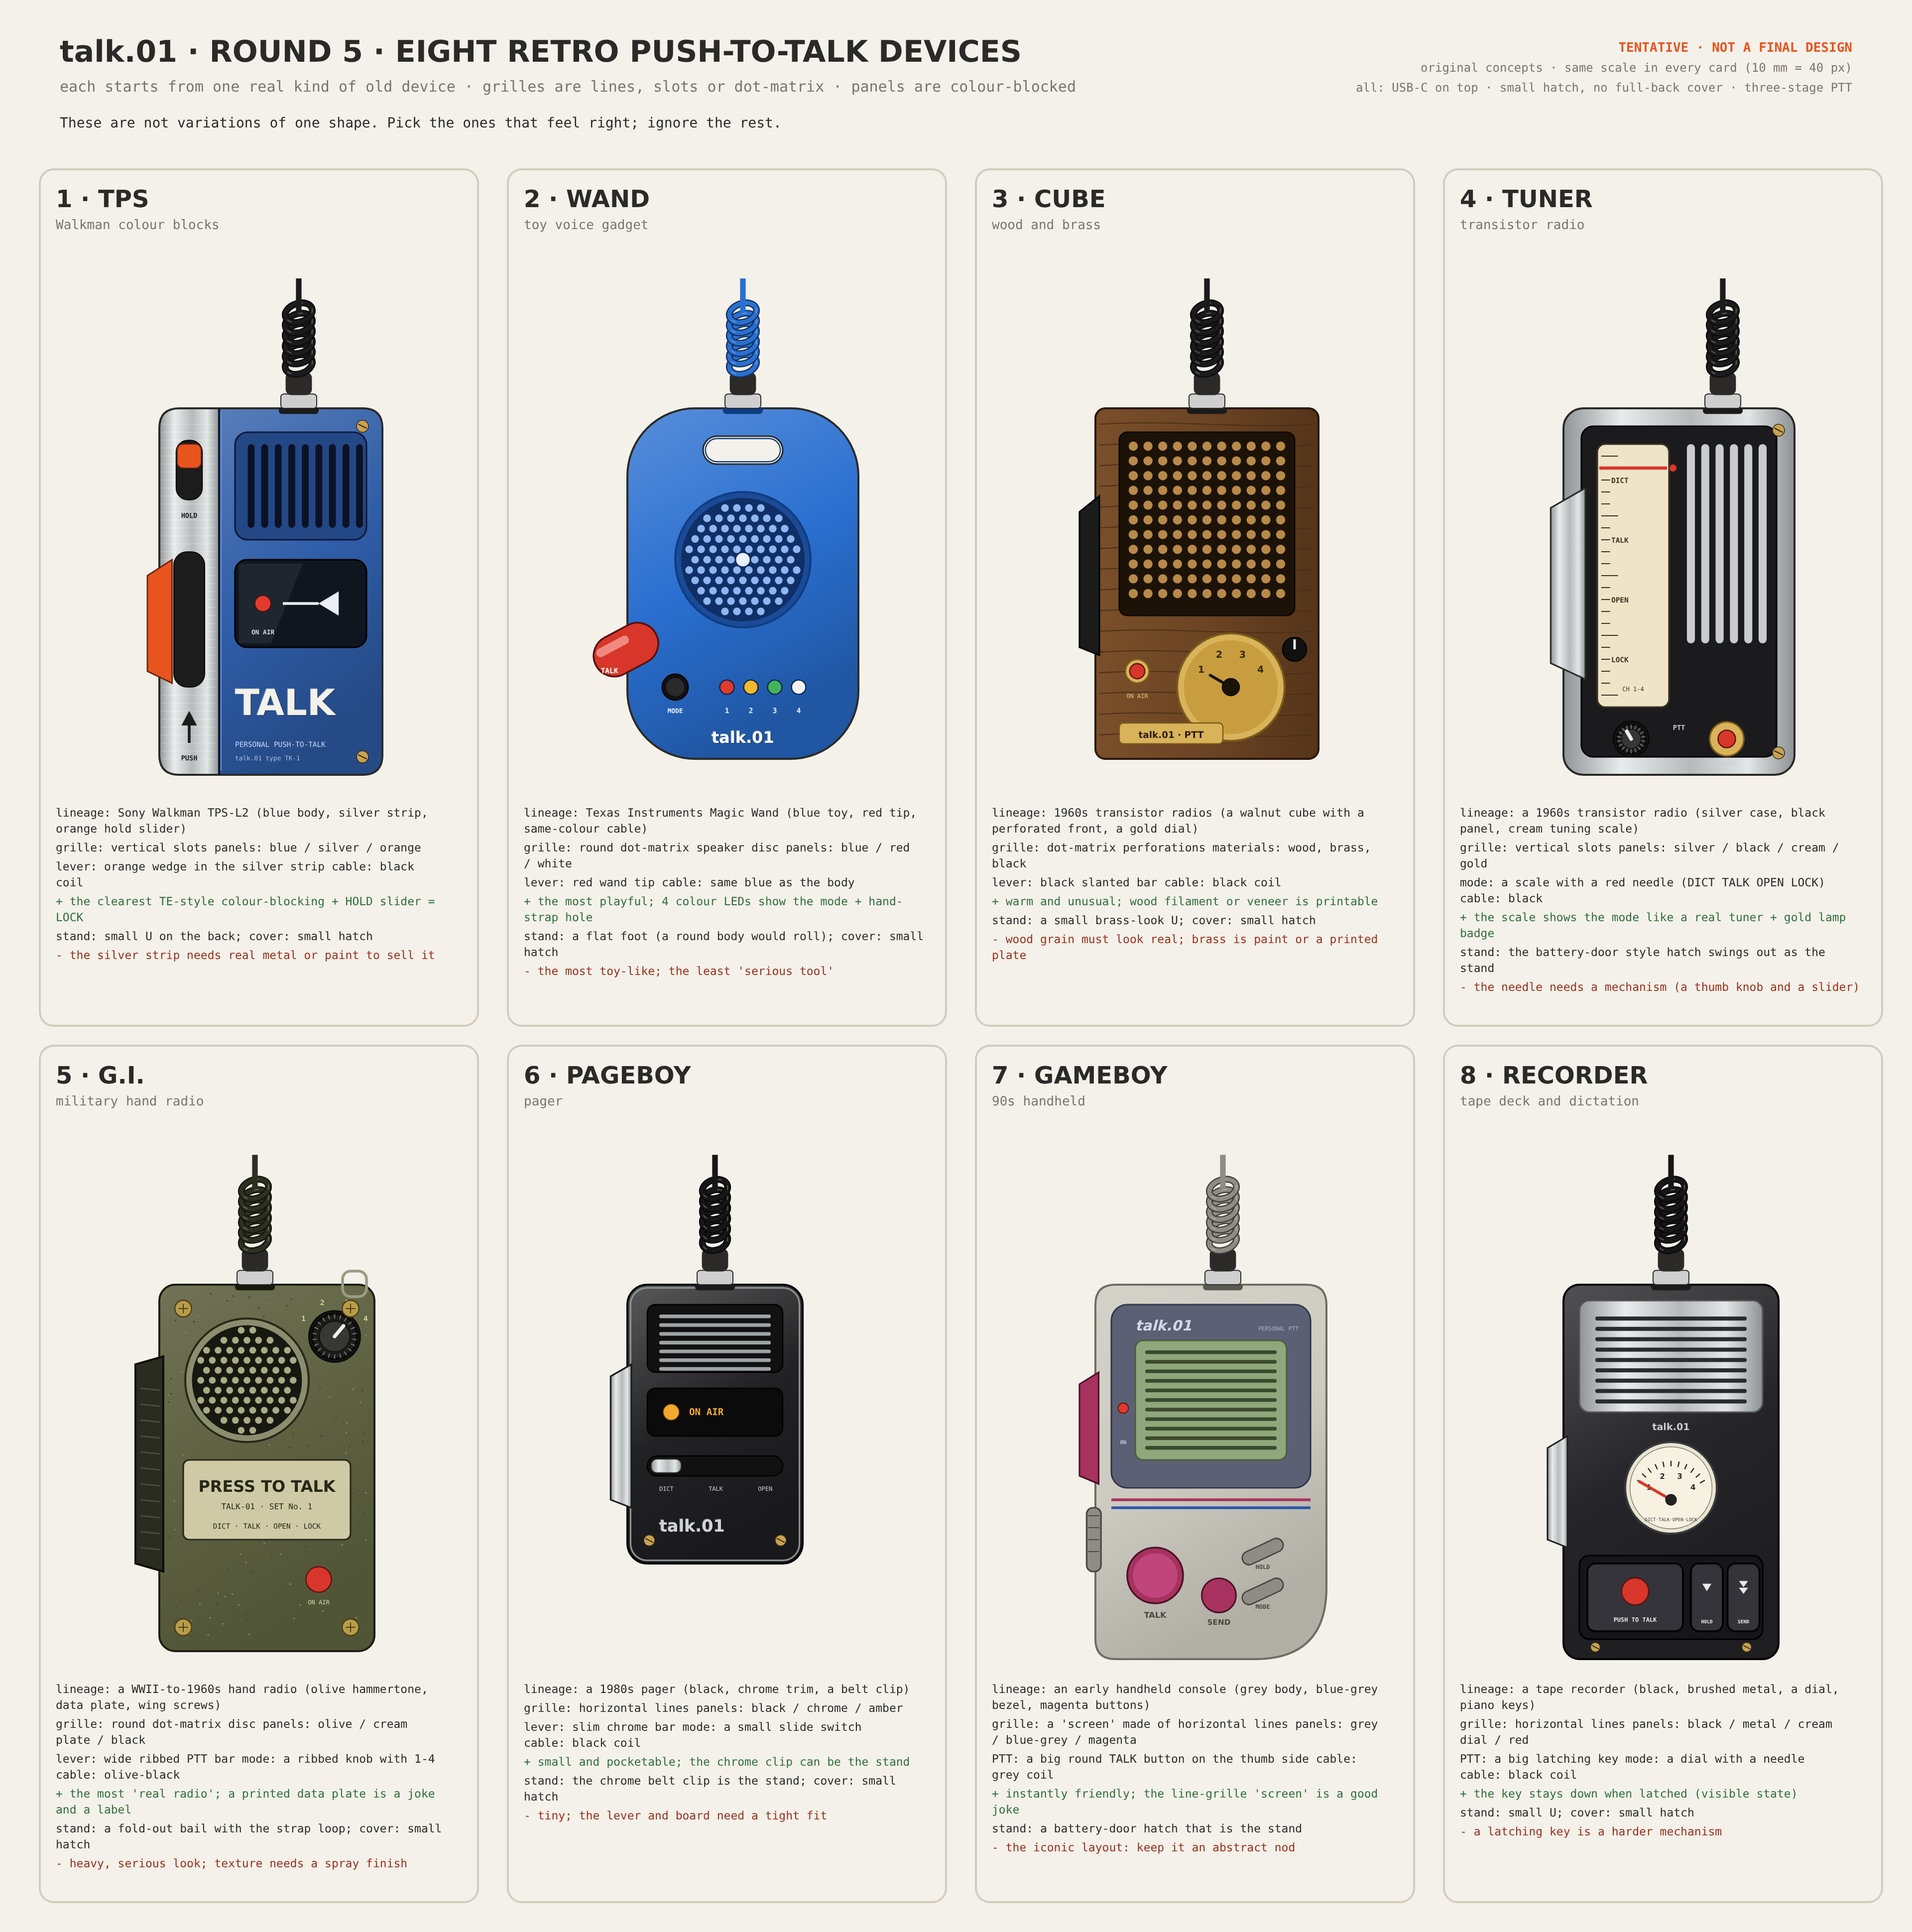 talk.01 · ROUND 5 · EIGHT RETRO PUSH-TO-TALK DEVICES
each starts from one real kind of old device · grilles are lines, slots or dot-matrix · panels are colour-blocked
These are not variations of one shape. Pick the ones that feel right; ignore the rest.
TENTATIVE · NOT A FINAL DESIGN
original concepts · same scale in every card (10 mm = 40 px)
all: USB-C on top · small hatch, no full-back cover · three-stage PTT
1 · TPS
Walkman colour blocks
HOLD
ON AIR
TALK
PERSONAL PUSH-TO-TALK
talk.01 type TK-1
PUSH
lineage: Sony Walkman TPS-L2 (blue body, silver strip,
orange hold slider)
grille: vertical slots panels: blue / silver / orange
lever: orange wedge in the silver strip cable: black
coil
+ the clearest TE-style colour-blocking + HOLD slider =
LOCK
stand: small U on the back; cover: small hatch
- the silver strip needs real metal or paint to sell it
2 · WAND
toy voice gadget
TALK
MODE
1 2 3 4
talk.01
lineage: Texas Instruments Magic Wand (blue toy, red tip,
same-colour cable)
grille: round dot-matrix speaker disc panels: blue / red
/ white
lever: red wand tip cable: same blue as the body
+ the most playful; 4 colour LEDs show the mode + hand-
strap hole
stand: a flat foot (a round body would roll); cover: small
hatch
- the most toy-like; the least 'serious tool'
3 · CUBE
wood and brass
1 2 3 4
ON AIR
talk.01 · PTT
lineage: 1960s transistor radios (a walnut cube with a
perforated front, a gold dial)
grille: dot-matrix perforations materials: wood, brass,
black
lever: black slanted bar cable: black coil
+ warm and unusual; wood filament or veneer is printable
stand: a small brass-look U; cover: small hatch
- wood grain must look real; brass is paint or a printed
plate
4 · TUNER
transistor radio
DICT
TALK
OPEN
LOCK
CH 1-4
PTT
lineage: a 1960s transistor radio (silver case, black
panel, cream tuning scale)
grille: vertical slots panels: silver / black / cream /
gold
mode: a scale with a red needle (DICT TALK OPEN LOCK)
cable: black
+ the scale shows the mode like a real tuner + gold lamp
badge
stand: the battery-door style hatch swings out as the
stand
- the needle needs a mechanism (a thumb knob and a slider)
5 · G.I.
military hand radio
1 2 4
PRESS TO TALK
TALK-01 · SET No. 1
DICT · TALK · OPEN · LOCK
ON AIR
lineage: a WWII-to-1960s hand radio (olive hammertone,
data plate, wing screws)
grille: round dot-matrix disc panels: olive / cream
plate / black
lever: wide ribbed PTT bar mode: a ribbed knob with 1-4
cable: olive-black
+ the most 'real radio'; a printed data plate is a joke
and a label
stand: a fold-out bail with the strap loop; cover: small
hatch
- heavy, serious look; texture needs a spray finish
6 · PAGEBOY
pager
ON AIR
DICT TALK OPEN
talk.01
lineage: a 1980s pager (black, chrome trim, a belt clip)
grille: horizontal lines panels: black / chrome / amber
lever: slim chrome bar mode: a small slide switch
cable: black coil
+ small and pocketable; the chrome clip can be the stand
stand: the chrome belt clip is the stand; cover: small
hatch
- tiny; the lever and board need a tight fit
7 · GAMEBOY
90s handheld
talk.01 PERSONAL PTT
ON
HOLD
MODE
TALK
SEND
lineage: an early handheld console (grey body, blue-grey
bezel, magenta buttons)
grille: a 'screen' made of horizontal lines panels: grey
/ blue-grey / magenta
PTT: a big round TALK button on the thumb side cable:
grey coil
+ instantly friendly; the line-grille 'screen' is a good
joke
stand: a battery-door hatch that is the stand
- the iconic layout: keep it an abstract nod
8 · RECORDER
tape deck and dictation
talk.01
1 2 3 4
DICT·TALK·OPEN·LOCK
PUSH TO TALK
HOLD
SEND
lineage: a tape recorder (black, brushed metal, a dial,
piano keys)
grille: horizontal lines panels: black / metal / cream
dial / red
PTT: a big latching key mode: a dial with a needle
cable: black coil
+ the key stays down when latched (visible state)
stand: small U; cover: small hatch
- a latching key is a harder mechanism